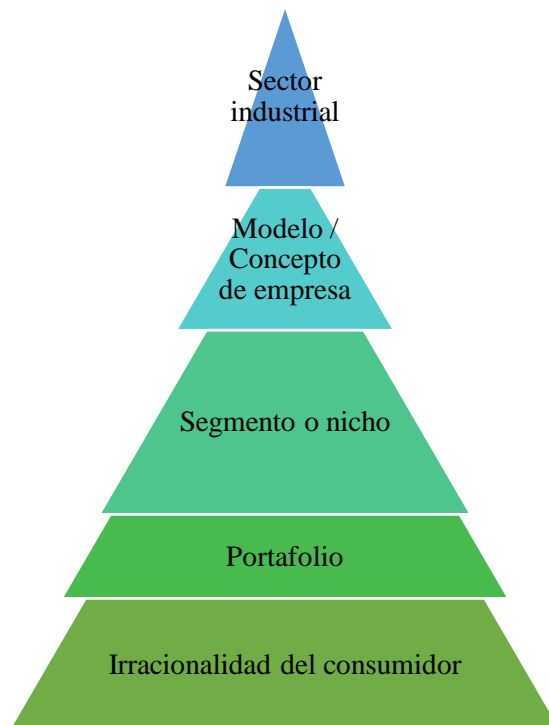 Sector
industrial
Modelo /
Concepto
de empresa
Segmento o nicho
Portafolio
Irracionalidad del consumidor